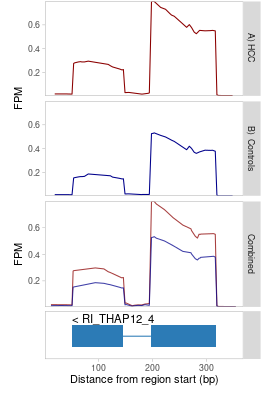 0.6
0.4
0.2
A) HCC
FPM
0.6
0.4
0.2
B) Controls
0.6
0.4
0.2
Combined
FPM
< RI_THAP12_4
100
200
300
Distance from region start (bp)